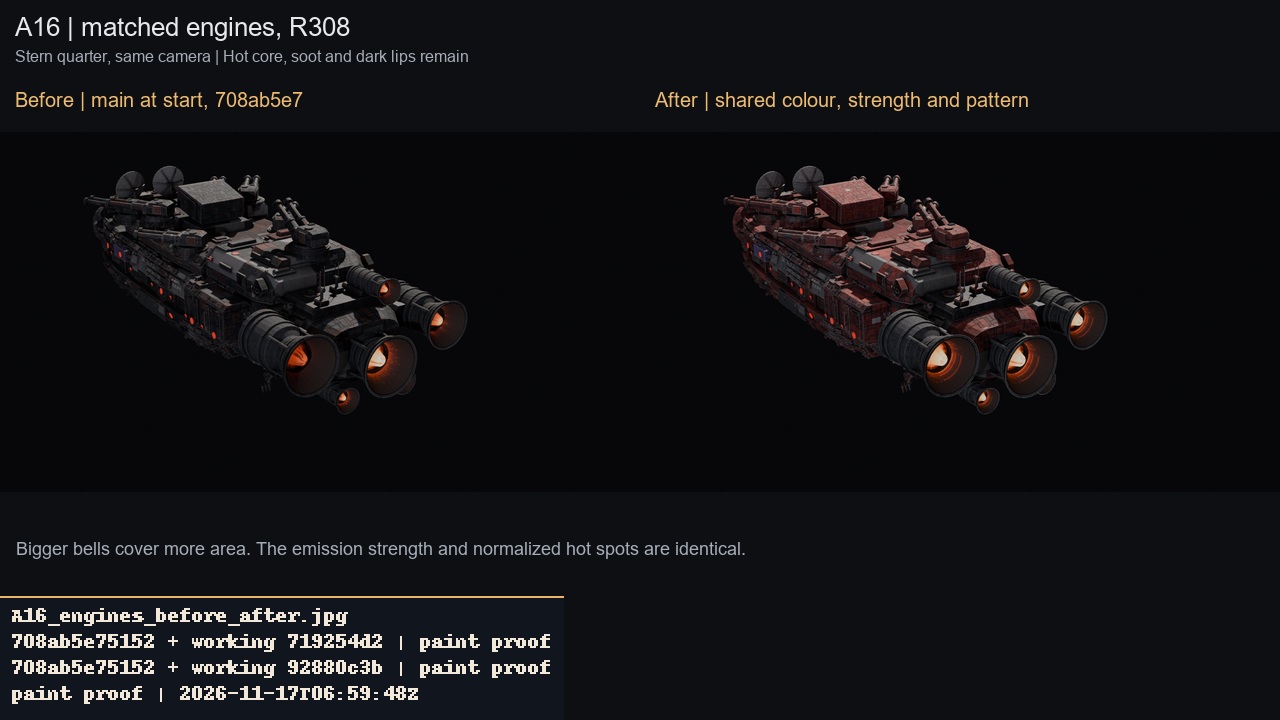 A16 | matched engines, R308
Stern quarter, same camera | Hot core, soot and dark lips remain
Before | main at start, 708ab5e7
After | shared colour, strength and pattern
Bigger bells cover more area. The emission strength and normalized hot spots are identical.
A16_engines_before_after.jpg
708ab5e75152 + working 719254d2 | paint proof
708ab5e75152 + working 92880c3b | paint proof
paint proof | 2026-11-17T06:59:48Z